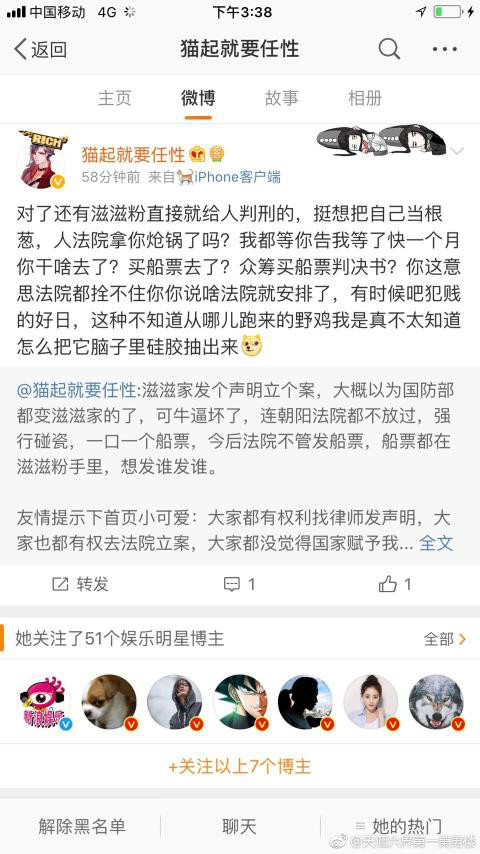 中国移动 4G 下午3:38
返回 猫起就要任性
主页 微博 故事 相册
RICH
猫起就要任性
58分钟前 来自iPhone客户端
对了还有滋滋粉直接就给人判刑的，挺想把自己当根
葱，人法院拿你炝锅了吗？我都等你告我等了快一个月
你干啥去了？买船票去了？众筹买船票判决书？你这意
思法院都拴不住你你说啥法院就安排了，有时候吧犯贱
的好日，这种不知道从哪儿跑来的野鸡我是真不太知道
怎么把它脑子里硅胶抽出来
@猫起就要任性:滋滋家发个声明立个案，大概以为国防部
都变滋滋家的了，可牛逼坏了，连朝阳法院都不放过，强
行碰瓷，一口一个船票，今后法院不管发船票，船票都在
滋滋粉手里，想发谁发谁。
友情提示下首页小可爱：大家都有权利找律师发声明，大
家也都有权去法院立案，大家都没觉得国家赋予我... 全文
转发 1 1
她关注了51个娱乐明星博主 全部
新浪娱乐
+关注以上7个博主
解除黑名单 聊天 她的热门